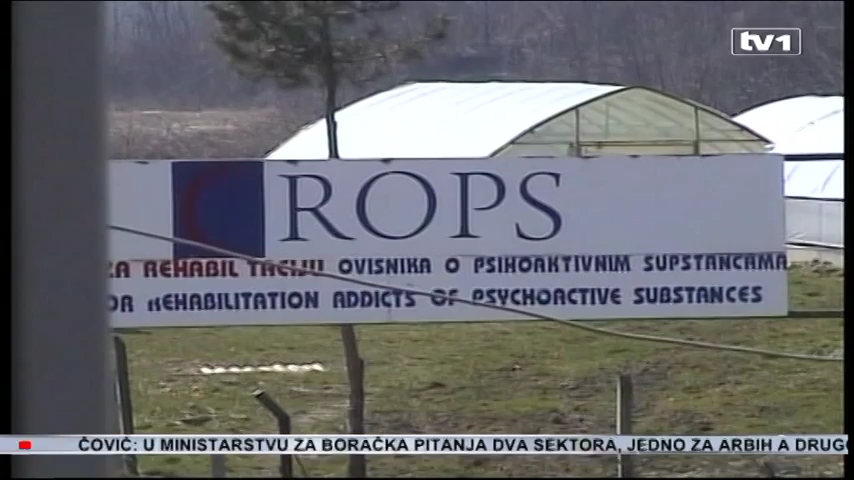 tv1
CROPS
ZA REHABILITACIJU OVISNIKA O PSIHOAKTIVNIM SUPSTANCAMA
FOR REHABILITATION ADDICTS OF PSYCHOACTIVE SUBSTANCES
ČOVIĆ: U MINISTARSTVU ZA BORAČKA PITANJA DVA SEKTORA, JEDNO ZA ARBIH A DRUGO